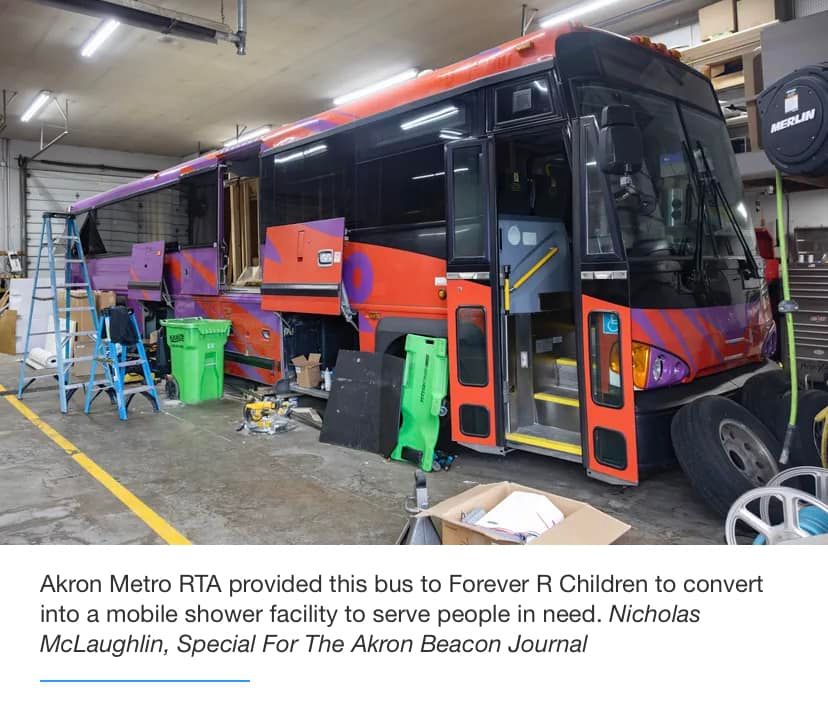 MERLIN
Akron Metro RTA provided this bus to Forever R Children to convert
into a mobile shower facility to serve people in need. Nicholas
McLaughlin, Special For The Akron Beacon Journal